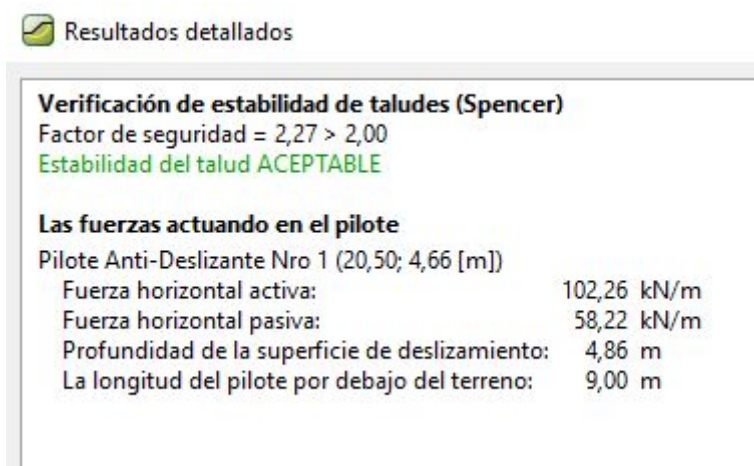 Resultados detallados
Verificación de estabilidad de taludes (Spencer)
Factor de seguridad = 2,27 > 2,00
Estabilidad del talud ACEPTABLE
Las fuerzas actuando en el pilote
Pilote Anti-Deslizante Nro 1 (20,50; 4,66 [m])
Fuerza horizontal activa: 102,26 kN/m
Fuerza horizontal pasiva: 58,22 kN/m
Profundidad de la superficie de deslizamiento: 4,86 m
La longitud del pilote por debajo del terreno: 9,00 m